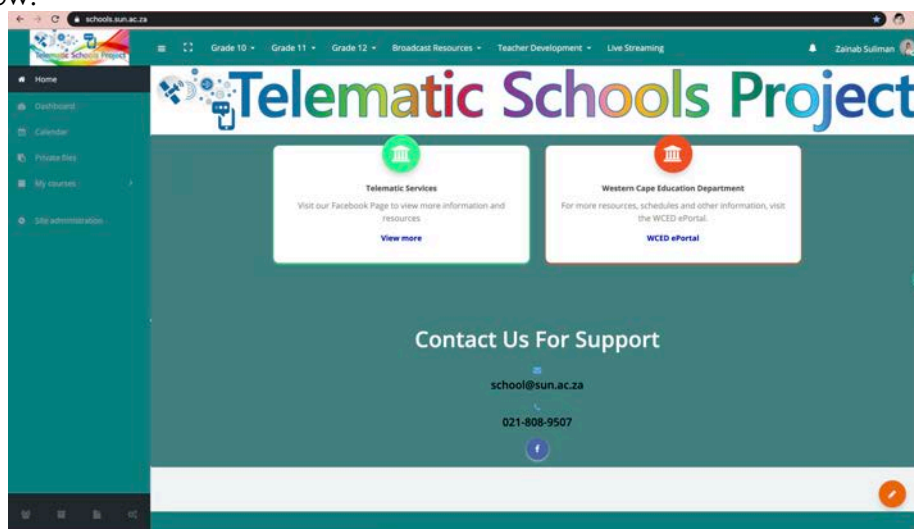 schools.sun.ac.za
Telematic Schools Project
Grade 10
Grade 11
Grade 12
Broadcast Resources
Teacher Development
Live Streaming
Zainab Suliman
Home
Dashboard
Calendar
Private files
My courses
Site administration
Telematic Schools Project
Telematic Services
Visit our Facebook Page to view more information and
resources
View more
Western Cape Education Department
For more resources, schedules and other information, visit
the WCED ePortal.
WCED ePortal
Contact Us For Support
school@sun.ac.za
021-808-9507
f